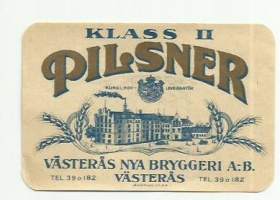 KLASS II
PILSNER
KUNGL. HOV- LEVERANTÖR
VÄSTERÅS NYA BRYGGERI A.-B.
TEL. 39 o 182 VÄSTERÅS TEL. 39 o 182